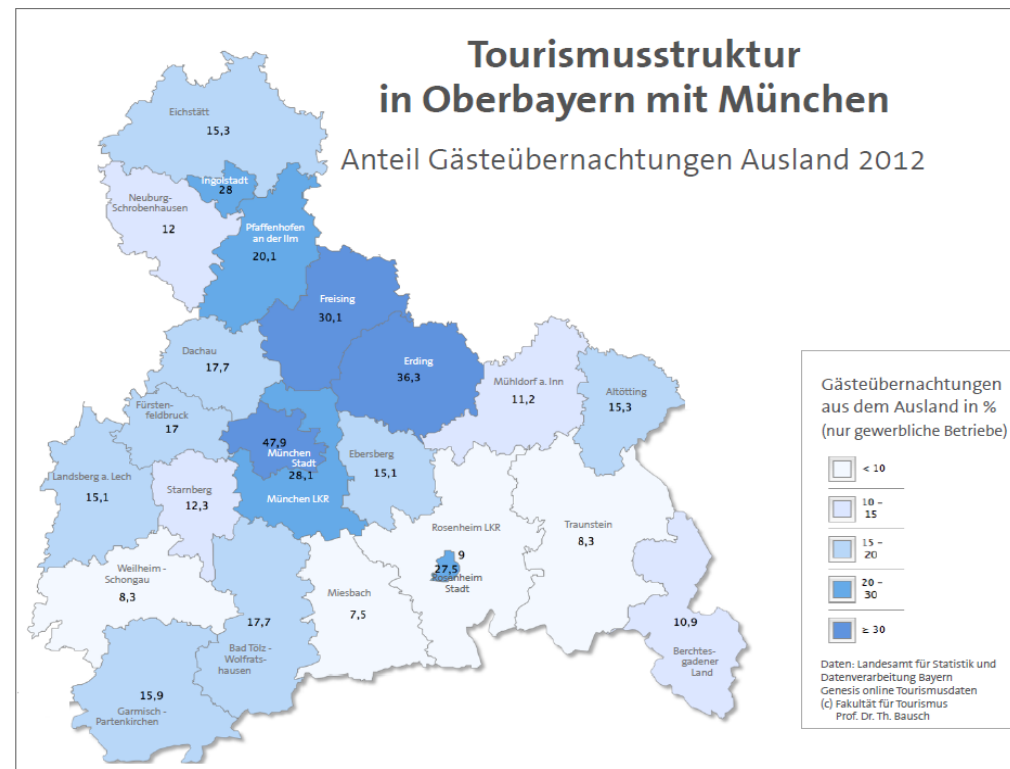 Tourismusstruktur
in Oberbayern mit München
Anteil Gästeübernachtungen Ausland 2012
Eichstätt
15,3
Ingolstadt
28
Neuburg-
Schrobenhausen
12
Pfaffenhofen
an der Ilm
20,1
Freising
30,1
Erding
36,3
Dachau
17,7
Mühldorf a. Inn
11,2
Altötting
15,3
Fürsten-
feldbruck
17
47,9
München
Stadt
28,1
München LKR
Ebersberg
15,1
Landsberg a. Lech
15,1
Starnberg
12,3
Rosenheim LKR
9
27,5
Rosenheim
Stadt
Traunstein
8,3
Weilheim -
Schongau
8,3
Miesbach
7,5
17,7
Bad Tölz -
Wolfrats-
hausen
10,9
Berchtes-
gadener
Land
15,9
Garmisch -
Partenkirchen
Gästeübernachtungen
aus dem Ausland in %
(nur gewerbliche Betriebe)
< 10
10 -
15
15 -
20
20 -
30
≥ 30
Daten: Landesamt für Statistik und
Datenverarbeitung Bayern
Genesis online Tourismusdaten
(c) Fakultät für Tourismus
Prof. Dr. Th. Bausch